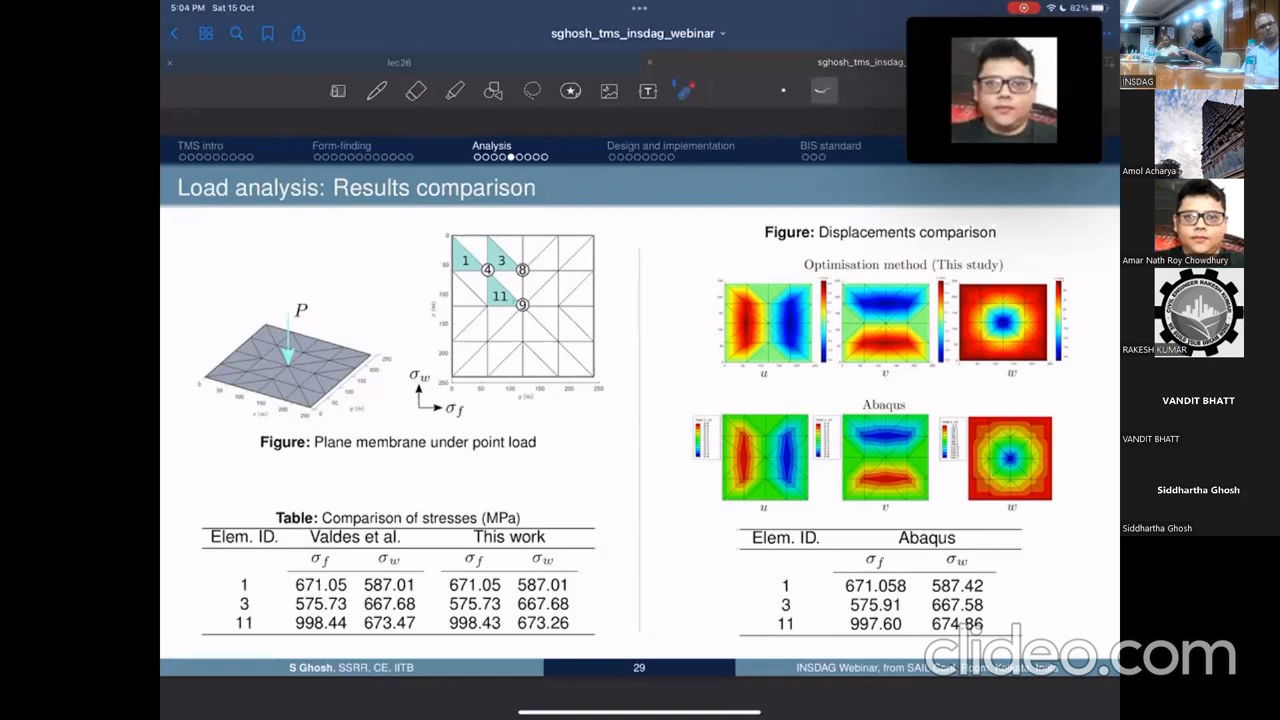 5:04 PM Sat 15 Oct
82%
sghosh_tms_insdag_webinar
lec26
sghosh_tms_insdag_
TMS intro
Form-finding
Analysis
Design and implementation
BIS standard
Load analysis: Results comparison
P
1
3
4
8
11
9
σw
σf
Figure: Plane membrane under point load
Table: Comparison of stresses (MPa)
Elem. ID. Valdes et al. This work
σf σw σf σw
1 671.05 587.01 671.05 587.01
3 575.73 667.68 575.73 667.68
11 998.44 673.47 998.43 673.26
Figure: Displacements comparison
Optimisation method (This study)
u v w
Abaqus
u v w
Elem. ID. Abaqus
σf σw
1 671.058 587.42
3 575.91 667.58
11 997.60 674.86
S Ghosh, SSRR, CE, IITB
29
INSDAG Webinar, from SAIL
clideo.com
INSDAG
Amol Acharya
Amar Nath Roy Chowdhury
RAKESH KUMAR
VANDIT BHATT
VANDIT BHATT
Siddhartha Ghosh
Siddhartha Ghosh